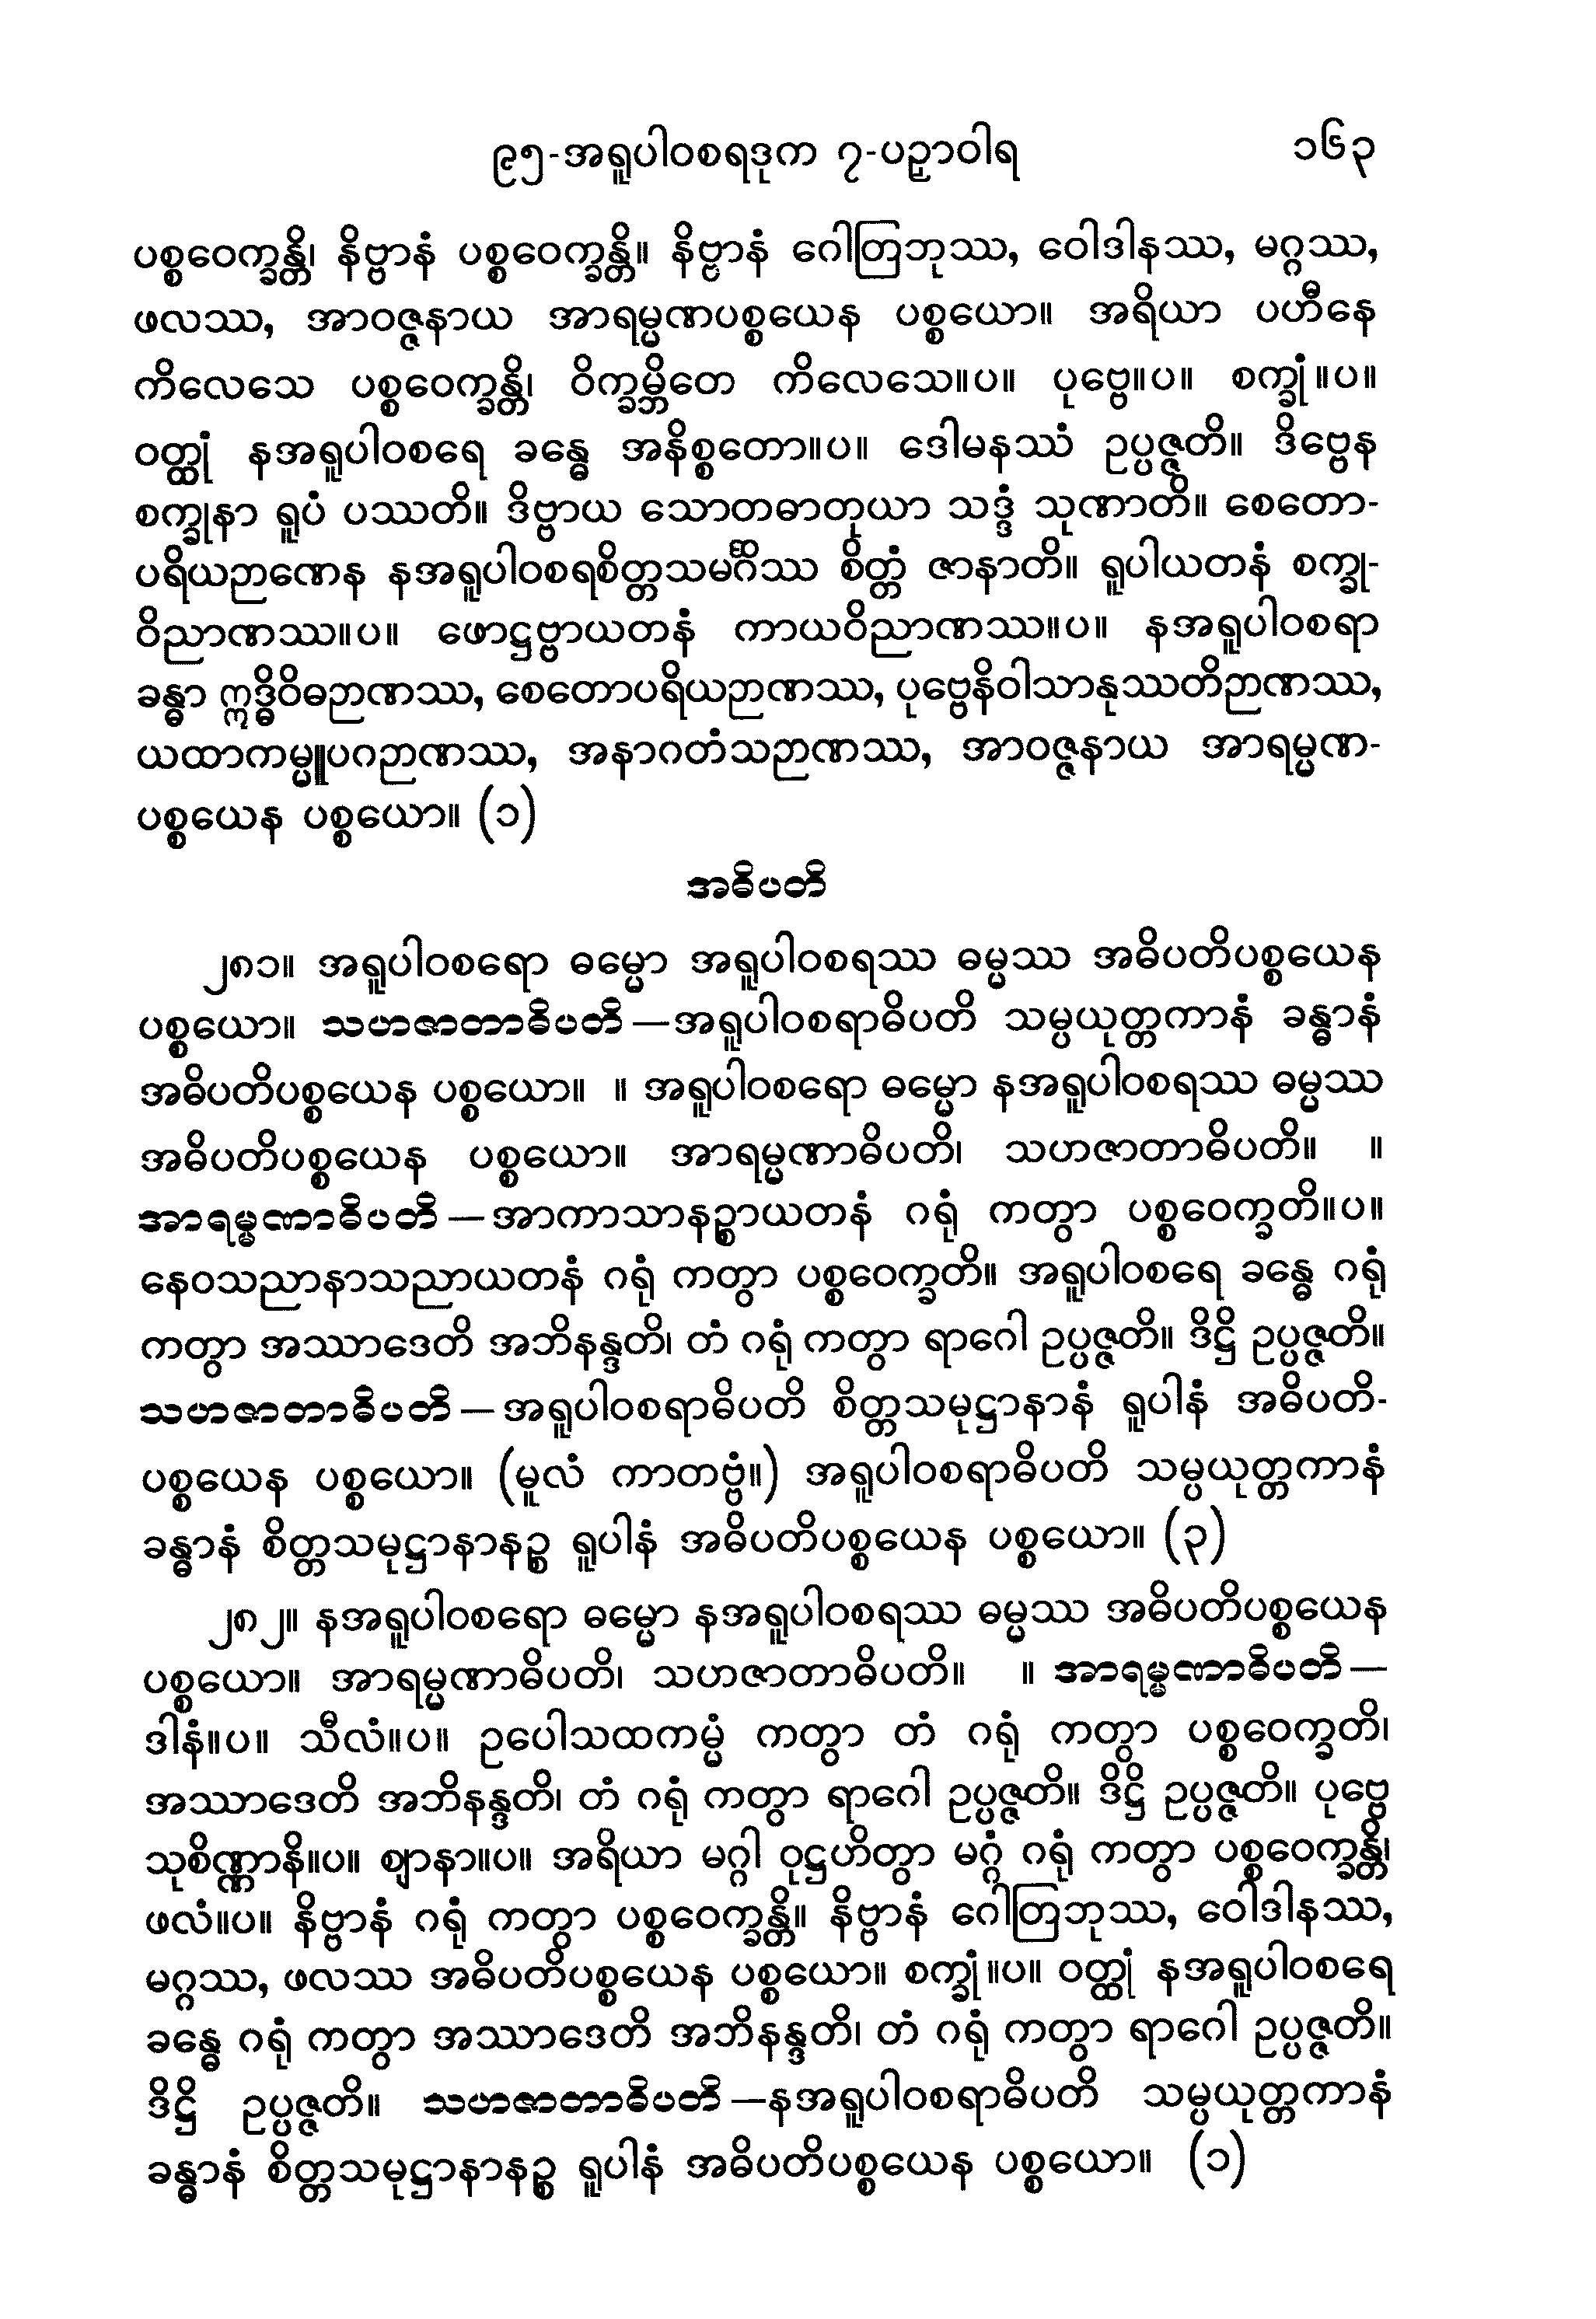 ၉၅-အရူပါဝစရဒုက ၇-ပဉှာဝါရ ၁၆၃
ပစ္စဝေက္ခန္တိ၊ နိဗ္ဗာနံ ပစ္စဝေက္ခန္တိ။ နိဗ္ဗာနံ ဂေါတြဘုဿ, ဝေါဒါနဿ, မဂ္ဂဿ,
ဖလဿ, အာဝဇ္ဇနာယ အာရမ္မဏပစ္စယေန ပစ္စယော။ အရိယာ ပဟီနေ
ကိလေသေ ပစ္စဝေက္ခန္တိ၊ ဝိက္ခမ္ဘိတေ ကိလေသေ။ပ။ ပုဗ္ဗေ။ပ။ စက္ခုံ။ပ။
ဝတ္ထုံ နအရူပါဝစရေ ခန္ဓေ အနိစ္စတော။ပ။ ဒေါမနဿံ ဥပ္ပဇ္ဇတိ။ ဒိဗ္ဗေန
စက္ခုနာ ရူပံ ပဿတိ။ ဒိဗ္ဗာယ သောတဓာတုယာ သဒ္ဒံ သုဏာတိ။ စေတော-
ပရိယဉာဏေန နအရူပါဝစရစိတ္တသမင်္ဂိဿ စိတ္တံ ဇာနာတိ။ ရူပါယတနံ စက္ခု-
ဝိညာဏဿ။ပ။ ဖောဋ္ဌဗ္ဗာယတနံ ကာယဝိညာဏဿ။ပ။ နအရူပါဝစရာ
ခန္ဓာ ဣဒ္ဓိဝိဓဉာဏဿ, စေတောပရိယဉာဏဿ, ပုဗ္ဗေနိဝါသာနုဿတိဉာဏဿ,
ယထာကမ္မူပဂဉာဏဿ, အနာဂတံသဉာဏဿ, အာဝဇ္ဇနာယ အာရမ္မဏ-
ပစ္စယေန ပစ္စယော။ (၁)
အဓိပတိ
၂၈၁။ အရူပါဝစရော ဓမ္မော အရူပါဝစရဿ ဓမ္မဿ အဓိပတိပစ္စယေန
ပစ္စယော။ သဟဇာတာဓိပတိ—အရူပါဝစရာဓိပတိ သမ္ပယုတ္တကာနံ ခန္ဓာနံ
အဓိပတိပစ္စယေန ပစ္စယော။ ။ အရူပါဝစရော ဓမ္မော နအရူပါဝစရဿ ဓမ္မဿ
အဓိပတိပစ္စယေန ပစ္စယော။ အာရမ္မဏာဓိပတိ၊ သဟဇာတာဓိပတိ။ ။
အာရမ္မဏာဓိပတိ—အာကာသာနဉ္စာယတနံ ဂရုံ ကတွာ ပစ္စဝေက္ခတိ။ပ။
နေဝသညာနာသညာယတနံ ဂရုံ ကတွာ ပစ္စဝေက္ခတိ။ အရူပါဝစရေ ခန္ဓေ ဂရုံ
ကတွာ အဿာဒေတိ အဘိနန္ဒတိ၊ တံ ဂရုံ ကတွာ ရာဂေါ ဥပ္ပဇ္ဇတိ။ ဒိဋ္ဌိ ဥပ္ပဇ္ဇတိ။
သဟဇာတာဓိပတိ—အရူပါဝစရာဓိပတိ စိတ္တသမုဋ္ဌာနာနံ ရူပါနံ အဓိပတိ-
ပစ္စယေန ပစ္စယော။ (မူလံ ကာတဗ္ဗံ။) အရူပါဝစရာဓိပတိ သမ္ပယုတ္တကာနံ
ခန္ဓာနံ စိတ္တသမုဋ္ဌာနာနဉ္စ ရူပါနံ အဓိပတိပစ္စယေန ပစ္စယော။ (၃)
၂၈၂။ နအရူပါဝစရော ဓမ္မော နအရူပါဝစရဿ ဓမ္မဿ အဓိပတိပစ္စယေန
ပစ္စယော။ အာရမ္မဏာဓိပတိ၊ သဟဇာတာဓိပတိ။ ။ အာရမ္မဏာဓိပတိ—
ဒါနံ။ပ။ သီလံ။ပ။ ဥပေါသထကမ္မံ ကတွာ တံ ဂရုံ ကတွာ ပစ္စဝေက္ခတိ၊
အဿာဒေတိ အဘိနန္ဒတိ၊ တံ ဂရုံ ကတွာ ရာဂေါ ဥပ္ပဇ္ဇတိ။ ဒိဋ္ဌိ ဥပ္ပဇ္ဇတိ။ ပုဗ္ဗေ
သုစိဏ္ဏာနိ။ပ။ ဈာနာ။ပ။ အရိယာ မဂ္ဂါ ဝုဋ္ဌဟိတွာ မဂ္ဂံ ဂရုံ ကတွာ ပစ္စဝေက္ခန္တိ၊
ဖလံ။ပ။ နိဗ္ဗာနံ ဂရုံ ကတွာ ပစ္စဝေက္ခန္တိ။ နိဗ္ဗာနံ ဂေါတြဘုဿ, ဝေါဒါနဿ,
မဂ္ဂဿ, ဖလဿ အဓိပတိပစ္စယေန ပစ္စယော။ စက္ခုံ။ပ။ ဝတ္ထုံ နအရူပါဝစရေ
ခန္ဓေ ဂရုံ ကတွာ အဿာဒေတိ အဘိနန္ဒတိ၊ တံ ဂရုံ ကတွာ ရာဂေါ ဥပ္ပဇ္ဇတိ။
ဒိဋ္ဌိ ဥပ္ပဇ္ဇတိ။ သဟဇာတာဓိပတိ—နအရူပါဝစရာဓိပတိ သမ္ပယုတ္တကာနံ
ခန္ဓာနံ စိတ္တသမုဋ္ဌာနာနဉ္စ ရူပါနံ အဓိပတိပစ္စယေန ပစ္စယော။ (၁)